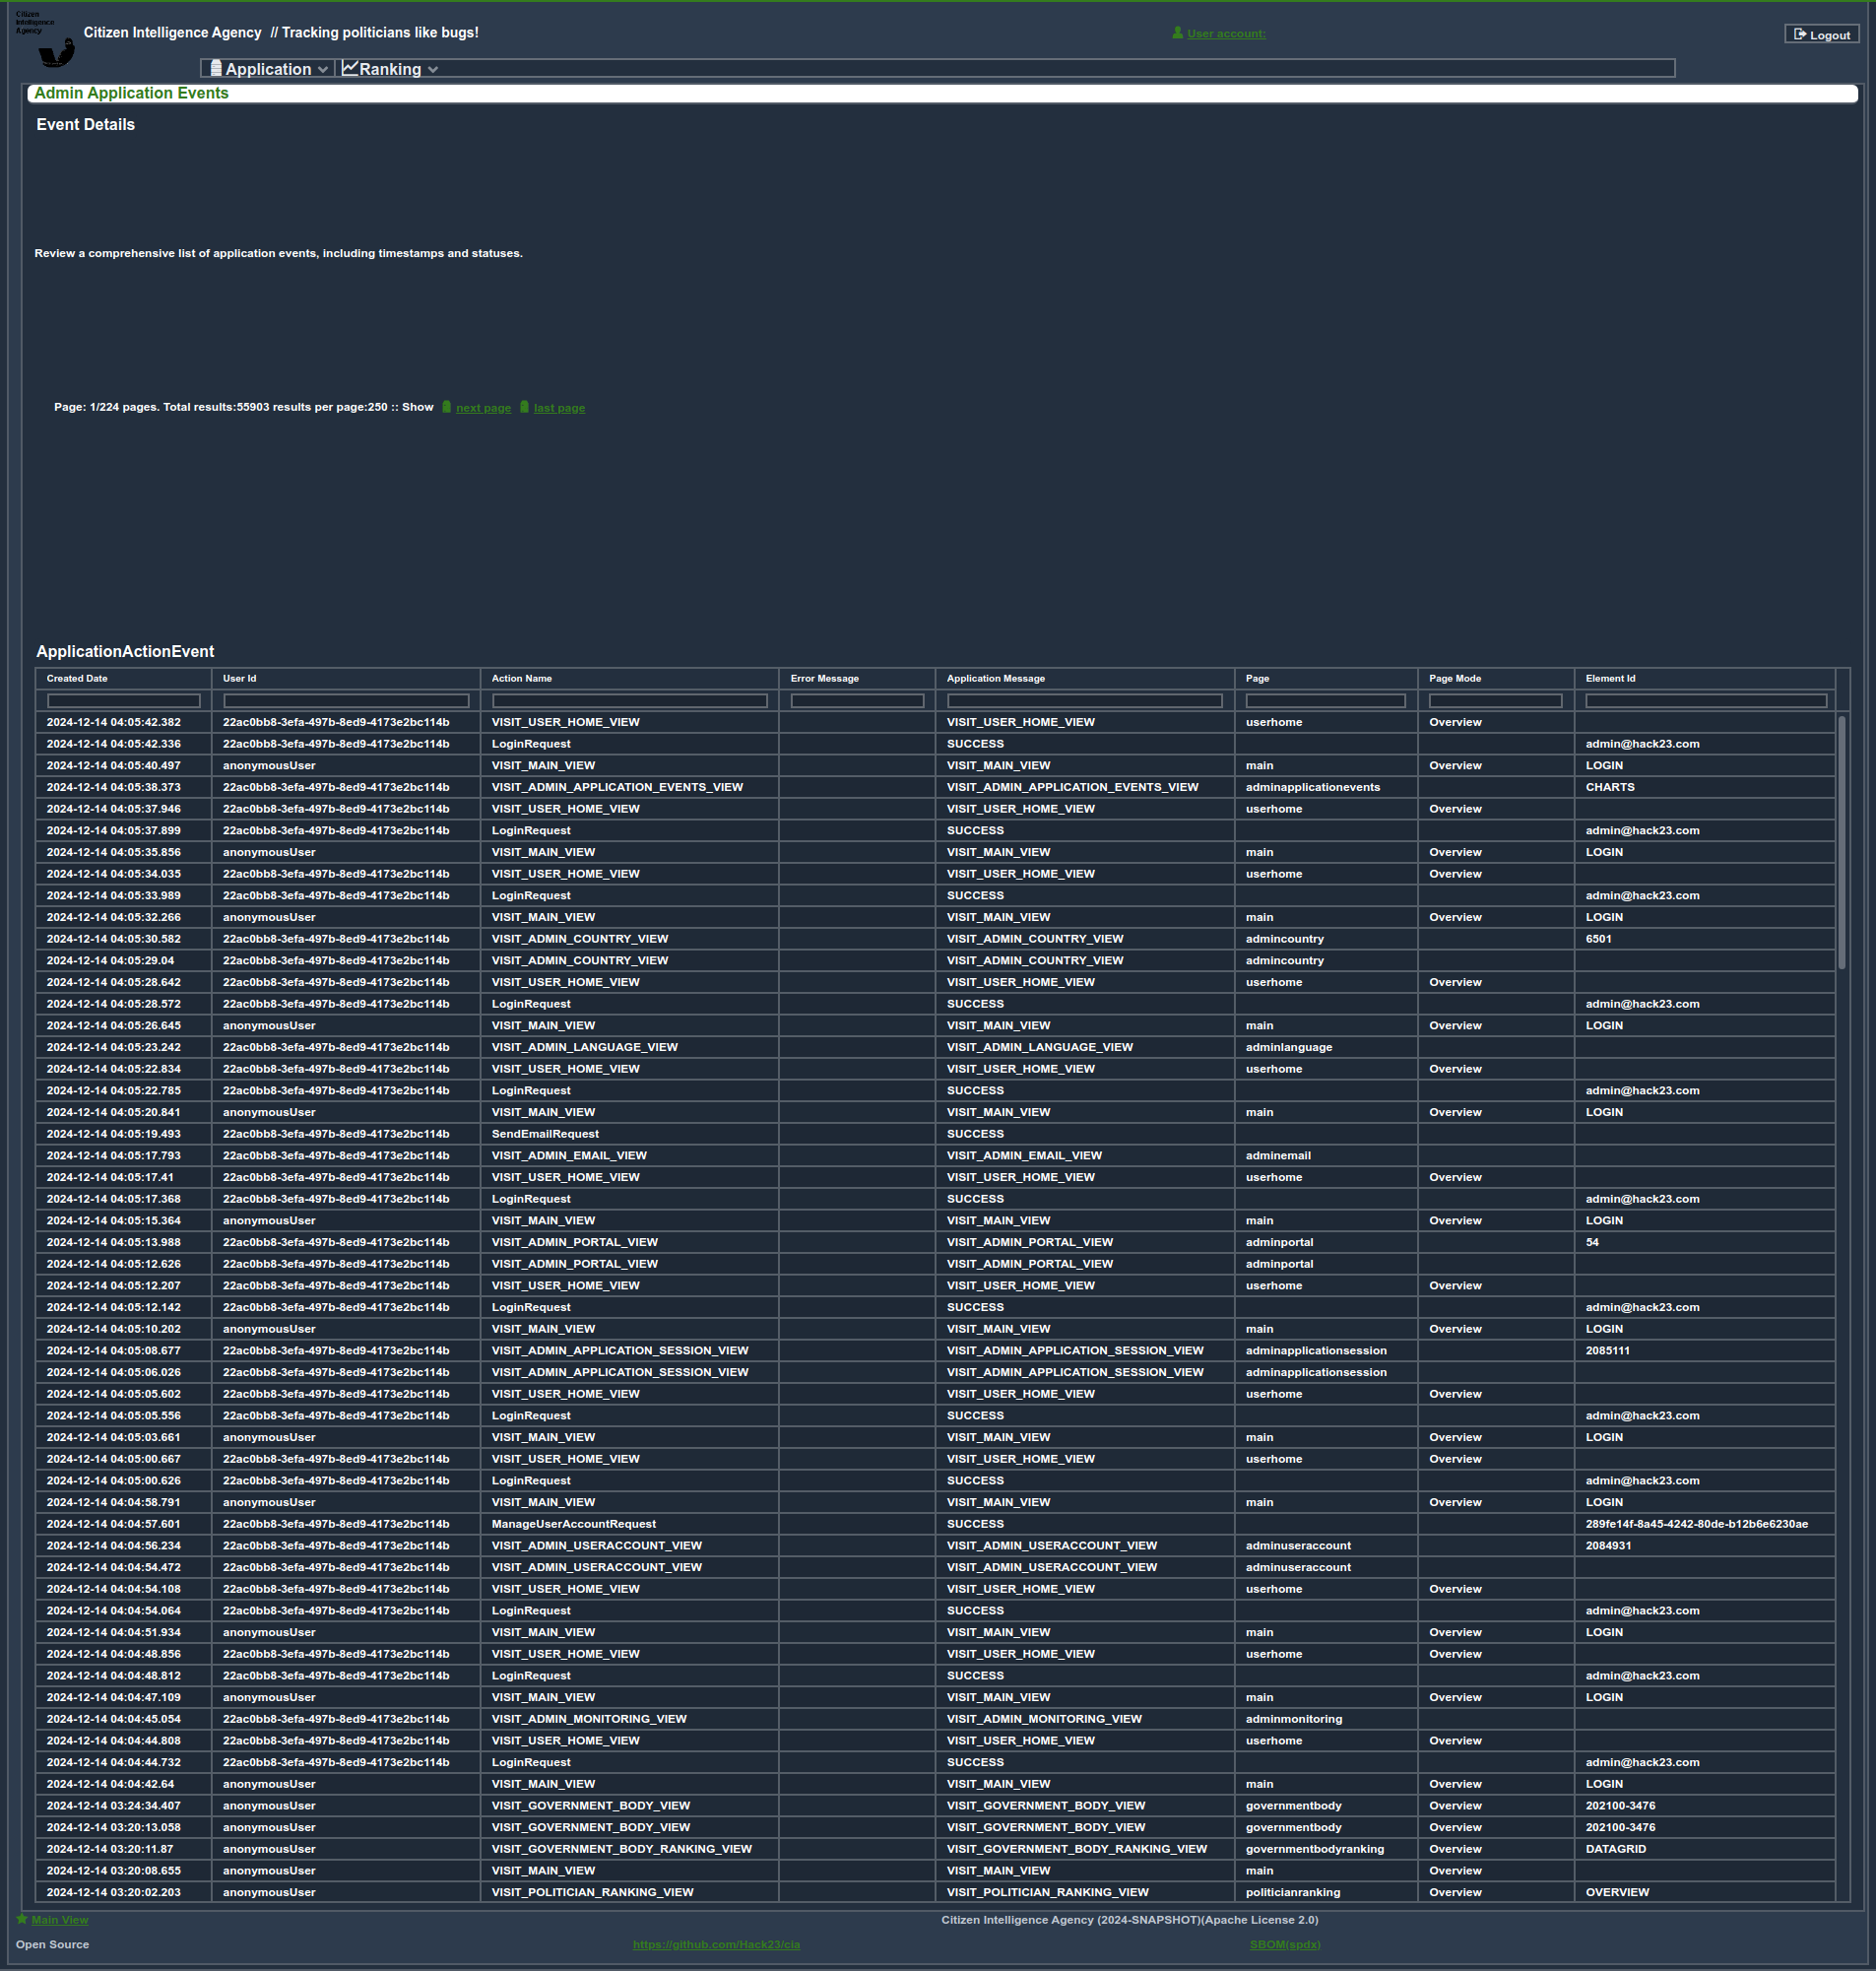 Citizen
Intelligence
Agency
Citizen Intelligence Agency // Tracking politicians like bugs!
User account:
Logout
Application Ranking
Admin Application Events
Event Details
Review a comprehensive list of application events, including timestamps and statuses.
Page: 1/224 pages. Total results:55903 results per page:250 :: Show next page last page
ApplicationActionEvent
Created Date User Id Action Name Error Message Application Message Page Page Mode Element Id
2024-12-14 04:05:42.382 22ac0bb8-3efa-497b-8ed9-4173e2bc114b VISIT_USER_HOME_VIEW VISIT_USER_HOME_VIEW userhome Overview
2024-12-14 04:05:42.336 22ac0bb8-3efa-497b-8ed9-4173e2bc114b LoginRequest SUCCESS admin@hack23.com
2024-12-14 04:05:40.497 anonymousUser VISIT_MAIN_VIEW VISIT_MAIN_VIEW main Overview LOGIN
2024-12-14 04:05:38.373 22ac0bb8-3efa-497b-8ed9-4173e2bc114b VISIT_ADMIN_APPLICATION_EVENTS_VIEW VISIT_ADMIN_APPLICATION_EVENTS_VIEW adminapplicationevents CHARTS
2024-12-14 04:05:37.946 22ac0bb8-3efa-497b-8ed9-4173e2bc114b VISIT_USER_HOME_VIEW VISIT_USER_HOME_VIEW userhome Overview
2024-12-14 04:05:37.899 22ac0bb8-3efa-497b-8ed9-4173e2bc114b LoginRequest SUCCESS admin@hack23.com
2024-12-14 04:05:35.856 anonymousUser VISIT_MAIN_VIEW VISIT_MAIN_VIEW main Overview LOGIN
2024-12-14 04:05:34.035 22ac0bb8-3efa-497b-8ed9-4173e2bc114b VISIT_USER_HOME_VIEW VISIT_USER_HOME_VIEW userhome Overview
2024-12-14 04:05:33.989 22ac0bb8-3efa-497b-8ed9-4173e2bc114b LoginRequest SUCCESS admin@hack23.com
2024-12-14 04:05:32.266 anonymousUser VISIT_MAIN_VIEW VISIT_MAIN_VIEW main Overview LOGIN
2024-12-14 04:05:30.582 22ac0bb8-3efa-497b-8ed9-4173e2bc114b VISIT_ADMIN_COUNTRY_VIEW VISIT_ADMIN_COUNTRY_VIEW admincountry 6501
2024-12-14 04:05:29.04 22ac0bb8-3efa-497b-8ed9-4173e2bc114b VISIT_ADMIN_COUNTRY_VIEW VISIT_ADMIN_COUNTRY_VIEW admincountry
2024-12-14 04:05:28.642 22ac0bb8-3efa-497b-8ed9-4173e2bc114b VISIT_USER_HOME_VIEW VISIT_USER_HOME_VIEW userhome Overview
2024-12-14 04:05:28.572 22ac0bb8-3efa-497b-8ed9-4173e2bc114b LoginRequest SUCCESS admin@hack23.com
2024-12-14 04:05:26.645 anonymousUser VISIT_MAIN_VIEW VISIT_MAIN_VIEW main Overview LOGIN
2024-12-14 04:05:23.242 22ac0bb8-3efa-497b-8ed9-4173e2bc114b VISIT_ADMIN_LANGUAGE_VIEW VISIT_ADMIN_LANGUAGE_VIEW adminlanguage
2024-12-14 04:05:22.834 22ac0bb8-3efa-497b-8ed9-4173e2bc114b VISIT_USER_HOME_VIEW VISIT_USER_HOME_VIEW userhome Overview
2024-12-14 04:05:22.785 22ac0bb8-3efa-497b-8ed9-4173e2bc114b LoginRequest SUCCESS admin@hack23.com
2024-12-14 04:05:20.841 anonymousUser VISIT_MAIN_VIEW VISIT_MAIN_VIEW main Overview LOGIN
2024-12-14 04:05:19.493 22ac0bb8-3efa-497b-8ed9-4173e2bc114b SendEmailRequest SUCCESS
2024-12-14 04:05:17.793 22ac0bb8-3efa-497b-8ed9-4173e2bc114b VISIT_ADMIN_EMAIL_VIEW VISIT_ADMIN_EMAIL_VIEW adminemail
2024-12-14 04:05:17.41 22ac0bb8-3efa-497b-8ed9-4173e2bc114b VISIT_USER_HOME_VIEW VISIT_USER_HOME_VIEW userhome Overview
2024-12-14 04:05:17.368 22ac0bb8-3efa-497b-8ed9-4173e2bc114b LoginRequest SUCCESS admin@hack23.com
2024-12-14 04:05:15.364 anonymousUser VISIT_MAIN_VIEW VISIT_MAIN_VIEW main Overview LOGIN
2024-12-14 04:05:13.988 22ac0bb8-3efa-497b-8ed9-4173e2bc114b VISIT_ADMIN_PORTAL_VIEW VISIT_ADMIN_PORTAL_VIEW adminportal 54
2024-12-14 04:05:12.626 22ac0bb8-3efa-497b-8ed9-4173e2bc114b VISIT_ADMIN_PORTAL_VIEW VISIT_ADMIN_PORTAL_VIEW adminportal
2024-12-14 04:05:12.207 22ac0bb8-3efa-497b-8ed9-4173e2bc114b VISIT_USER_HOME_VIEW VISIT_USER_HOME_VIEW userhome Overview
2024-12-14 04:05:12.142 22ac0bb8-3efa-497b-8ed9-4173e2bc114b LoginRequest SUCCESS admin@hack23.com
2024-12-14 04:05:10.202 anonymousUser VISIT_MAIN_VIEW VISIT_MAIN_VIEW main Overview LOGIN
2024-12-14 04:05:08.677 22ac0bb8-3efa-497b-8ed9-4173e2bc114b VISIT_ADMIN_APPLICATION_SESSION_VIEW VISIT_ADMIN_APPLICATION_SESSION_VIEW adminapplicationsession 2085111
2024-12-14 04:05:06.026 22ac0bb8-3efa-497b-8ed9-4173e2bc114b VISIT_ADMIN_APPLICATION_SESSION_VIEW VISIT_ADMIN_APPLICATION_SESSION_VIEW adminapplicationsession
2024-12-14 04:05:05.602 22ac0bb8-3efa-497b-8ed9-4173e2bc114b VISIT_USER_HOME_VIEW VISIT_USER_HOME_VIEW userhome Overview
2024-12-14 04:05:05.556 22ac0bb8-3efa-497b-8ed9-4173e2bc114b LoginRequest SUCCESS admin@hack23.com
2024-12-14 04:05:03.661 anonymousUser VISIT_MAIN_VIEW VISIT_MAIN_VIEW main Overview LOGIN
2024-12-14 04:05:00.667 22ac0bb8-3efa-497b-8ed9-4173e2bc114b VISIT_USER_HOME_VIEW VISIT_USER_HOME_VIEW userhome Overview
2024-12-14 04:05:00.626 22ac0bb8-3efa-497b-8ed9-4173e2bc114b LoginRequest SUCCESS admin@hack23.com
2024-12-14 04:04:58.791 anonymousUser VISIT_MAIN_VIEW VISIT_MAIN_VIEW main Overview LOGIN
2024-12-14 04:04:57.601 22ac0bb8-3efa-497b-8ed9-4173e2bc114b ManageUserAccountRequest SUCCESS 289fe14f-8a45-4242-80de-b12b6e6230ae
2024-12-14 04:04:56.234 22ac0bb8-3efa-497b-8ed9-4173e2bc114b VISIT_ADMIN_USERACCOUNT_VIEW VISIT_ADMIN_USERACCOUNT_VIEW adminuseraccount 2084931
2024-12-14 04:04:54.472 22ac0bb8-3efa-497b-8ed9-4173e2bc114b VISIT_ADMIN_USERACCOUNT_VIEW VISIT_ADMIN_USERACCOUNT_VIEW adminuseraccount
2024-12-14 04:04:54.108 22ac0bb8-3efa-497b-8ed9-4173e2bc114b VISIT_USER_HOME_VIEW VISIT_USER_HOME_VIEW userhome Overview
2024-12-14 04:04:54.064 22ac0bb8-3efa-497b-8ed9-4173e2bc114b LoginRequest SUCCESS admin@hack23.com
2024-12-14 04:04:51.934 anonymousUser VISIT_MAIN_VIEW VISIT_MAIN_VIEW main Overview LOGIN
2024-12-14 04:04:48.856 22ac0bb8-3efa-497b-8ed9-4173e2bc114b VISIT_USER_HOME_VIEW VISIT_USER_HOME_VIEW userhome Overview
2024-12-14 04:04:48.812 22ac0bb8-3efa-497b-8ed9-4173e2bc114b LoginRequest SUCCESS admin@hack23.com
2024-12-14 04:04:47.109 anonymousUser VISIT_MAIN_VIEW VISIT_MAIN_VIEW main Overview LOGIN
2024-12-14 04:04:45.054 22ac0bb8-3efa-497b-8ed9-4173e2bc114b VISIT_ADMIN_MONITORING_VIEW VISIT_ADMIN_MONITORING_VIEW adminmonitoring
2024-12-14 04:04:44.808 22ac0bb8-3efa-497b-8ed9-4173e2bc114b VISIT_USER_HOME_VIEW VISIT_USER_HOME_VIEW userhome Overview
2024-12-14 04:04:44.732 22ac0bb8-3efa-497b-8ed9-4173e2bc114b LoginRequest SUCCESS admin@hack23.com
2024-12-14 04:04:42.64 anonymousUser VISIT_MAIN_VIEW VISIT_MAIN_VIEW main Overview LOGIN
2024-12-14 03:24:34.407 anonymousUser VISIT_GOVERNMENT_BODY_VIEW VISIT_GOVERNMENT_BODY_VIEW governmentbody Overview 202100-3476
2024-12-14 03:20:13.058 anonymousUser VISIT_GOVERNMENT_BODY_VIEW VISIT_GOVERNMENT_BODY_VIEW governmentbody Overview 202100-3476
2024-12-14 03:20:11.87 anonymousUser VISIT_GOVERNMENT_BODY_RANKING_VIEW VISIT_GOVERNMENT_BODY_RANKING_VIEW governmentbodyranking Overview DATAGRID
2024-12-14 03:20:08.655 anonymousUser VISIT_MAIN_VIEW VISIT_MAIN_VIEW main Overview
2024-12-14 03:20:02.203 anonymousUser VISIT_POLITICIAN_RANKING_VIEW VISIT_POLITICIAN_RANKING_VIEW politicianranking Overview OVERVIEW
Main View Citizen Intelligence Agency (2024-SNAPSHOT)(Apache License 2.0)
Open Source https://github.com/Hack23/cia SBOM(spdx)